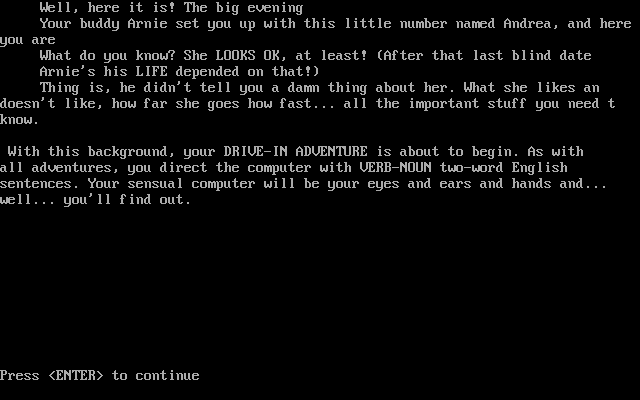 Well, here it is! The big evening
Your buddy Arnie set you up with this little number named Andrea, and here
you are
What do you know? She LOOKS OK, at least! (After that last blind date
Arnie's his LIFE depended on that!)
Thing is, he didn't tell you a damn thing about her. What she likes an
doesn't like, how far she goes how fast... all the important stuff you need t
know.
With this background, your DRIVE-IN ADVENTURE is about to begin. As with
all adventures, you direct the computer with VERB-NOUN two-word English
sentences. Your sensual computer will be your eyes and ears and hands and...
well... you'll find out.
Press <ENTER> to continue